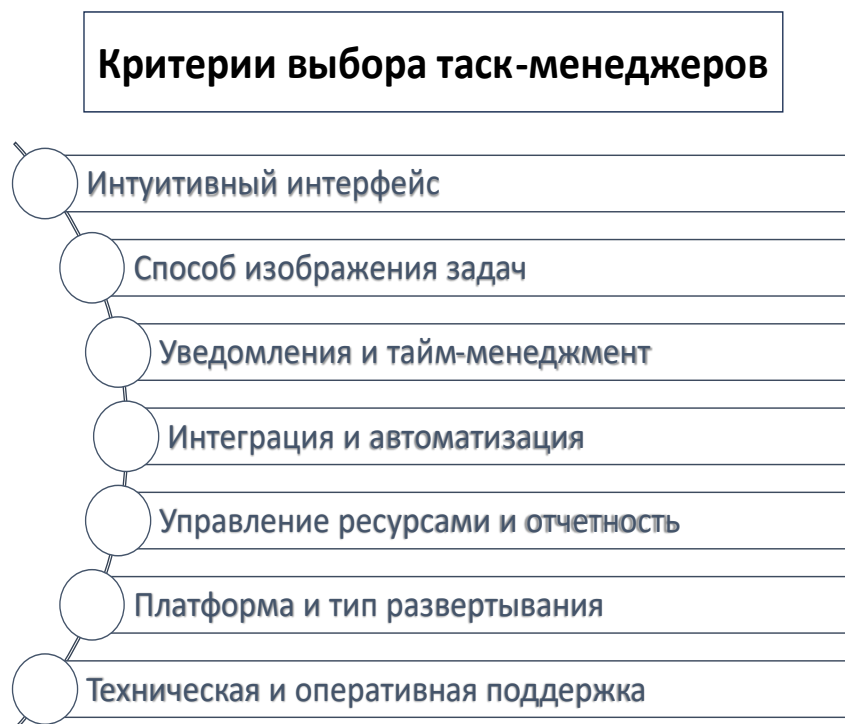 Критерии выбора таск-менеджеров
Интуитивный интерфейс
Способ изображения задач
Уведомления и тайм-менеджмент
Интеграция и автоматизация
Управление ресурсами и отчетность
Платформа и тип развертывания
Техническая и оперативная поддержка